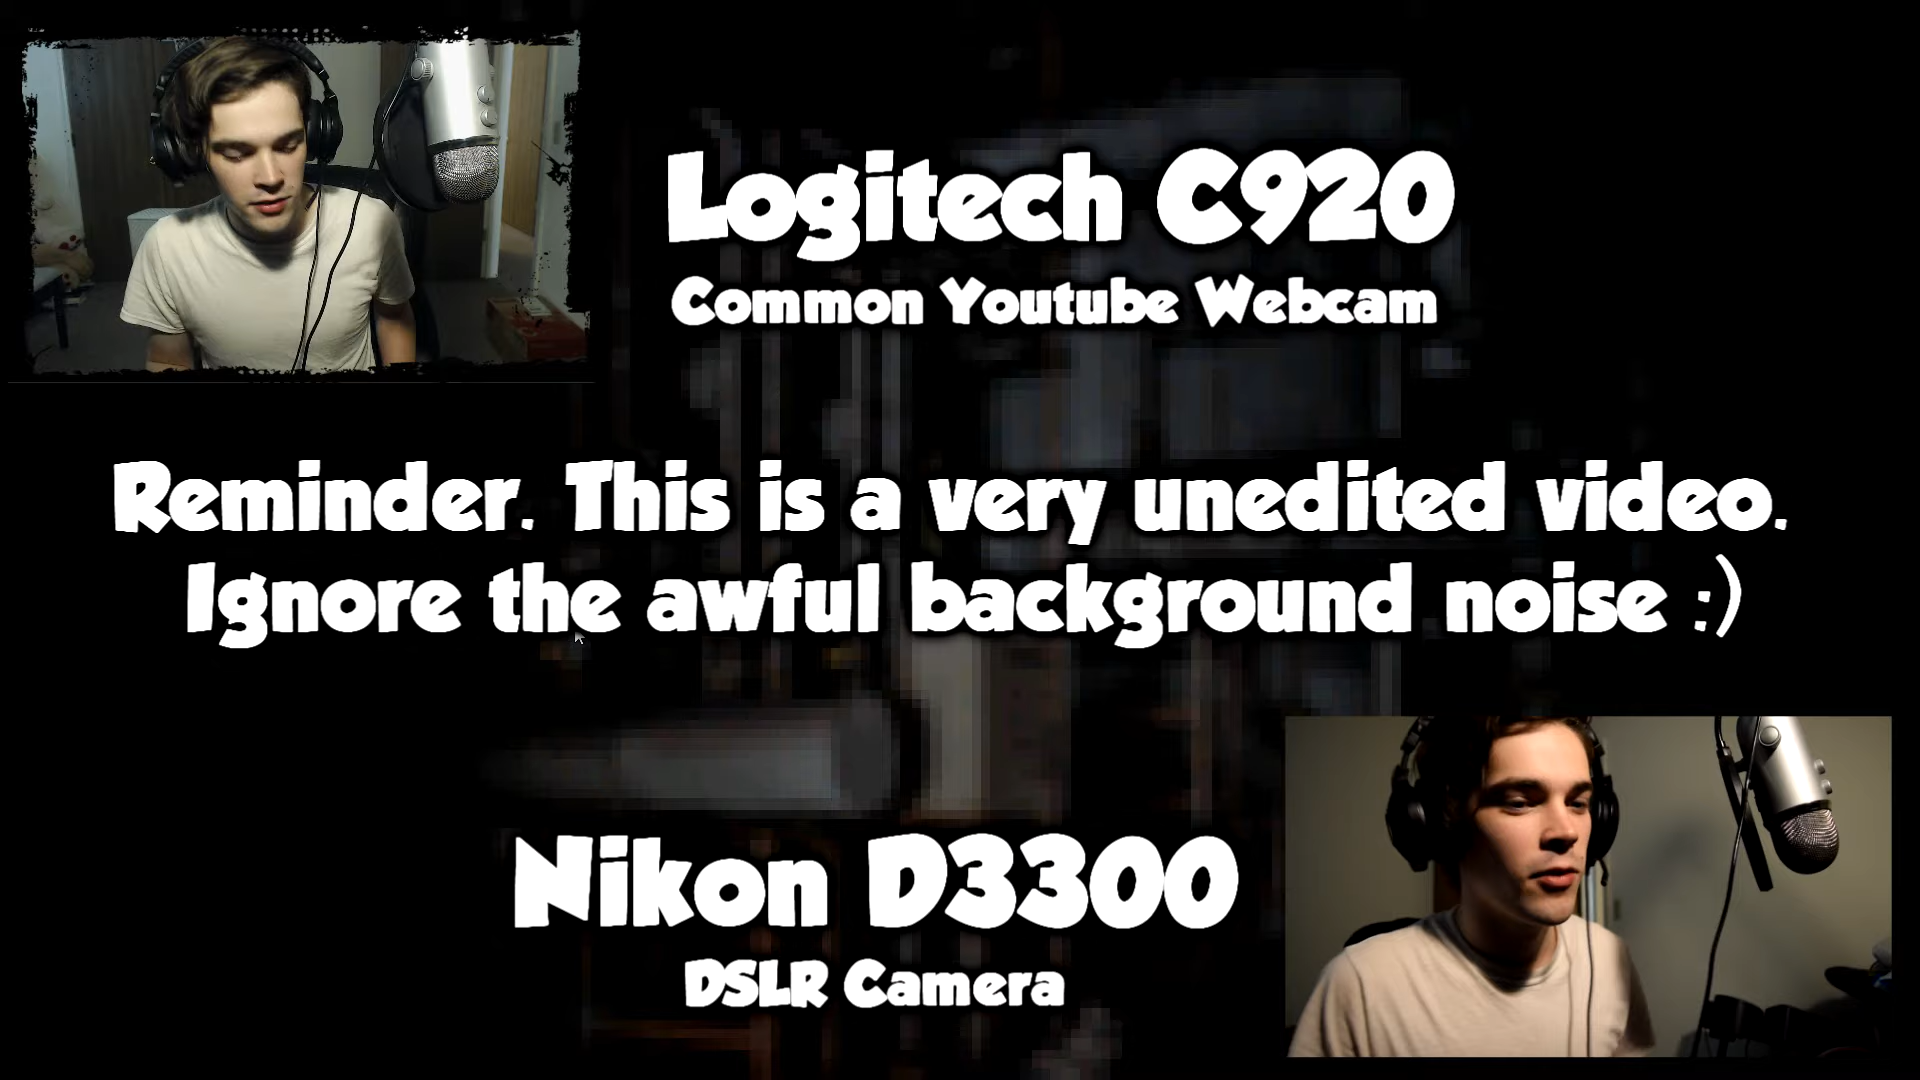 Logitech C920
Common Youtube Webcam
Reminder. This is a very unedited video.
Ignore the awful background noise :)
Nikon D3300
DSLR Camera